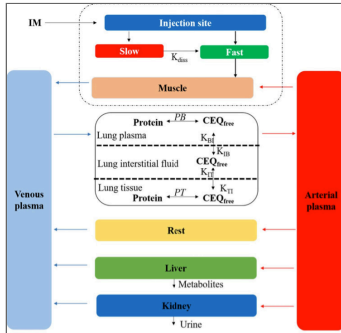 IM
Injection site
Slow
Kdiss
Fast
Muscle
Venous
plasma
Arterial
plasma
Protein PB CEQfree
Lung plasma
KBI
KIB
Lung interstitial fluid CEQfree
KIT
Lung tissue
KTI
Protein PT CEQfree
Rest
Liver
Metabolites
Kidney
Urine